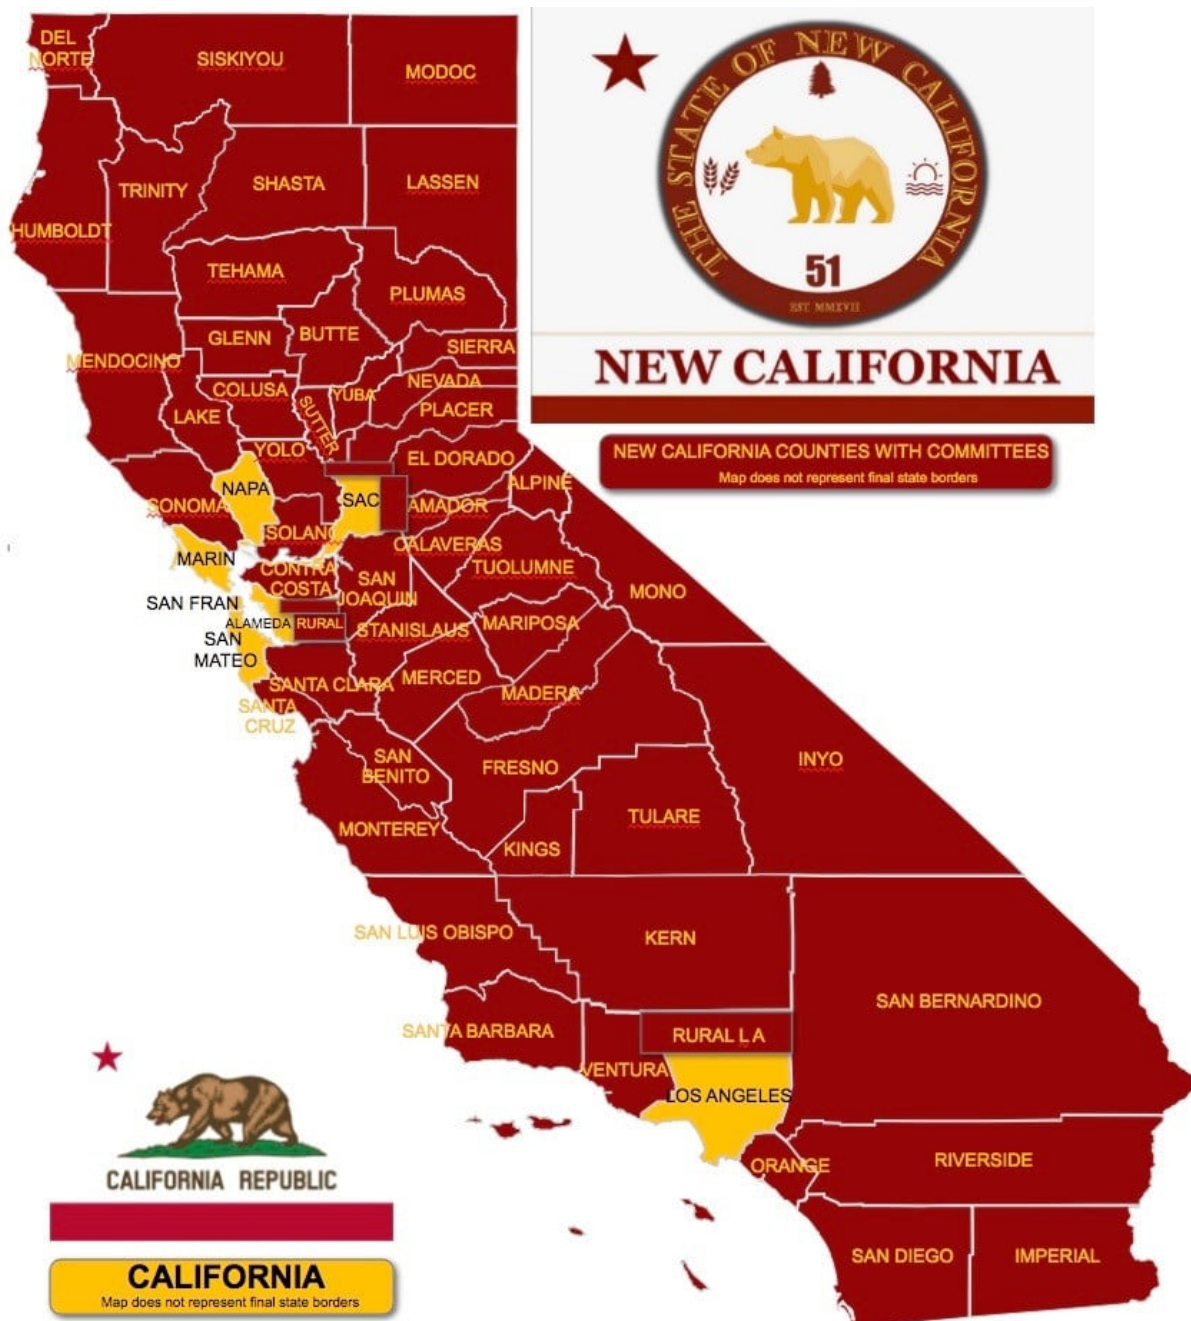 DEL
NORTE
SISKIYOU
MODOC
THE STATE OF NEW CALIFORNIA
51
EST. MMXVII
NEW CALIFORNIA
NEW CALIFORNIA COUNTIES WITH COMMITTEES
Map does not represent final state borders
TRINITY
SHASTA
LASSEN
HUMBOLDT
TEHAMA
PLUMAS
GLENN
BUTTE
SIERRA
MENDOCINO
NEVADA
COLUSA
YUBA
PLACER
LAKE
SUTTER
YOLO
EL DORADO
NAPA
ALPINE
SAC
SONOMA
AMADOR
SOLANO
CALAVERAS
MARIN
CONTRA
COSTA
SAN
JOAQUIN
TUOLUMNE
SAN FRAN
MONO
ALAMEDA
RURAL
STANISLAUS
MARIPOSA
SAN
MATEO
SANTA CLARA
MERCED
MADERA
SANTA
CRUZ
SAN
BENITO
FRESNO
INYO
MONTEREY
KINGS
TULARE
SAN LUIS OBISPO
KERN
SAN BERNARDINO
SANTA BARBARA
RURAL L A
VENTURA
LOS ANGELES
ORANGE
RIVERSIDE
SAN DIEGO
IMPERIAL
CALIFORNIA REPUBLIC
CALIFORNIA
Map does not represent final state borders